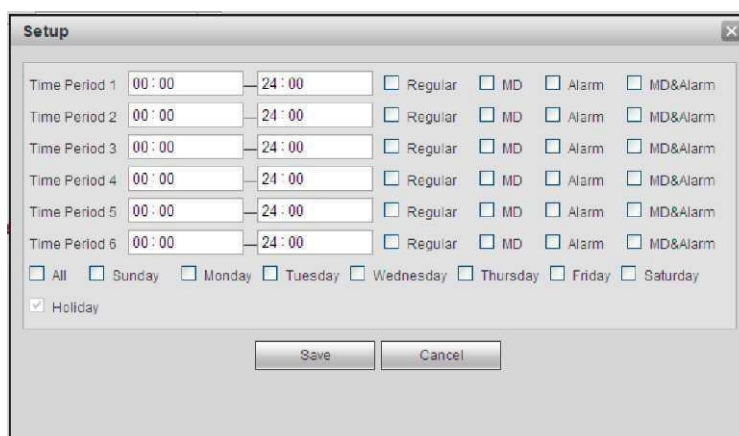 Setup
Time Period 1 00:00 — 24:00 Regular MD Alarm MD&Alarm
Time Period 2 00:00 — 24:00 Regular MD Alarm MD&Alarm
Time Period 3 00:00 — 24:00 Regular MD Alarm MD&Alarm
Time Period 4 00:00 — 24:00 Regular MD Alarm MD&Alarm
Time Period 5 00:00 — 24:00 Regular MD Alarm MD&Alarm
Time Period 6 00:00 — 24:00 Regular MD Alarm MD&Alarm
All Sunday Monday Tuesday Wednesday Thursday Friday Saturday
Holiday
Save Cancel